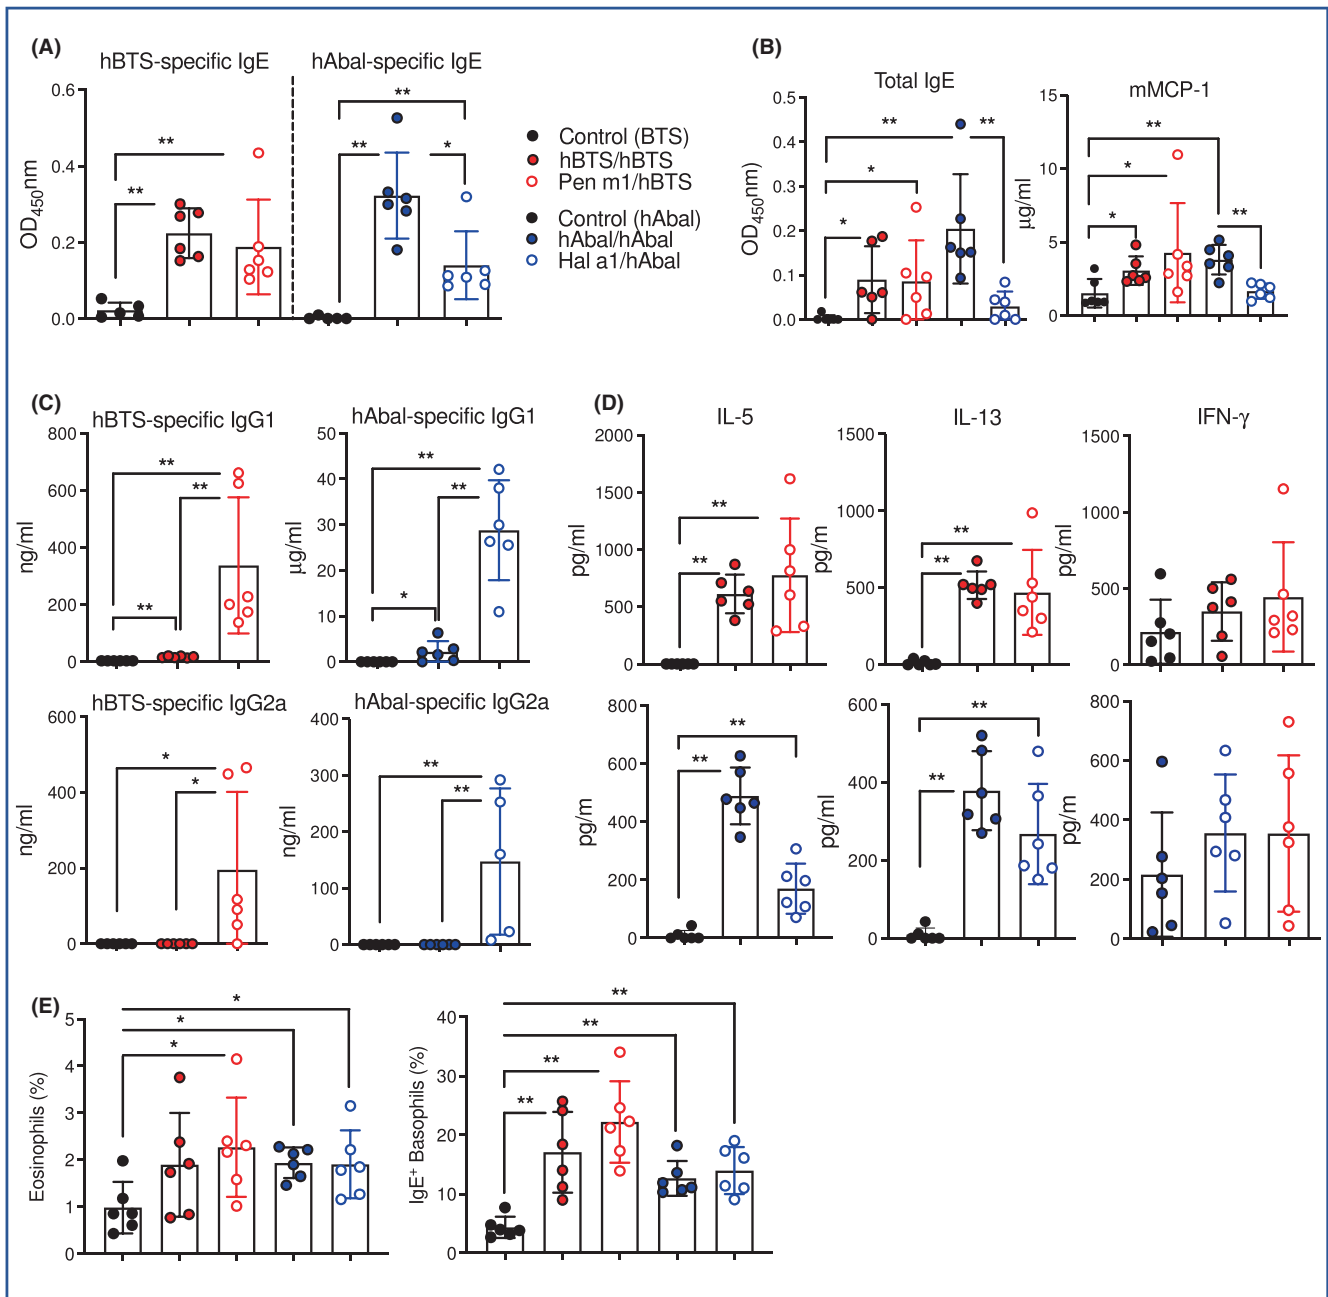 (A)
hBTS-specific IgE
hAbal-specific IgE
OD450nm
0.6
0.4
0.2
0.0
**
**
**
**
*
Control (BTS)
hBTS/hBTS
Pen m1/hBTS
Control (hAbal)
hAbal/hAbal
Hal a1/hAbal
(B)
Total IgE
OD450nm)
0.5
0.4
0.3
0.2
0.1
0.0
**
**
*
*
mMCP-1
µg/ml
15
10
5
0
**
*
*
**
(C)
hBTS-specific IgG1
ng/ml
800
600
400
200
0
**
**
**
hAbal-specific IgG1
µg/ml
50
40
30
20
10
0
**
**
*
hBTS-specific IgG2a
ng/ml
600
400
200
0
*
*
hAbal-specific IgG2a
ng/ml
400
300
200
100
0
**
**
(D)
IL-5
pg/ml
2000
1500
1000
500
0
**
**
IL-13
pg/m
1500
1000
500
0
**
**
IFN-γ
pg/ml
1500
1000
500
0
pg/m
800
600
400
200
0
**
**
pg/ml
600
400
200
0
**
**
pg/m
800
600
400
200
0
(E)
Eosinophils (%)
5
4
3
2
1
0
*
*
*
IgE+ Basophils (%)
40
30
20
10
0
**
**
**
**